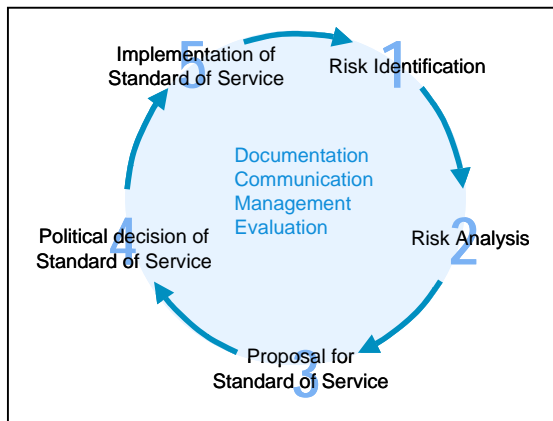 1
Risk Identification
2
Risk Analysis
3
Proposal for
Standard of Service
4
Political decision of
Standard of Service
5
Implementation of
Standard of Service
Documentation
Communication
Management
Evaluation